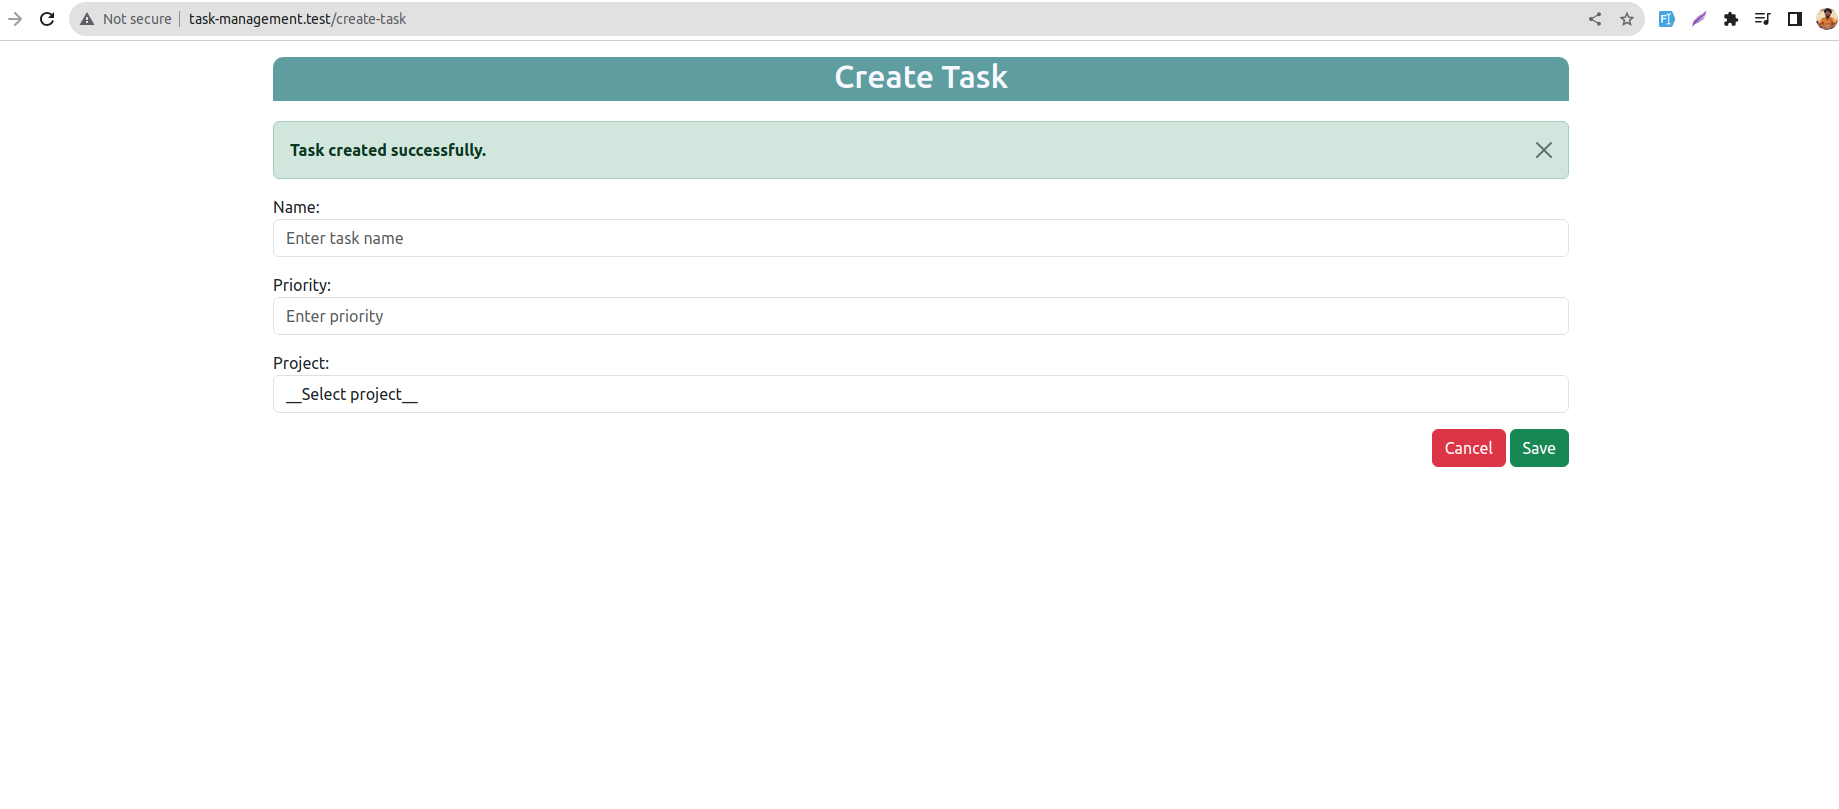 Not secure | task-management.test/create-task
Create Task
Task created successfully.
Name:
Enter task name
Priority:
Enter priority
Project:
__Select project__
Cancel Save